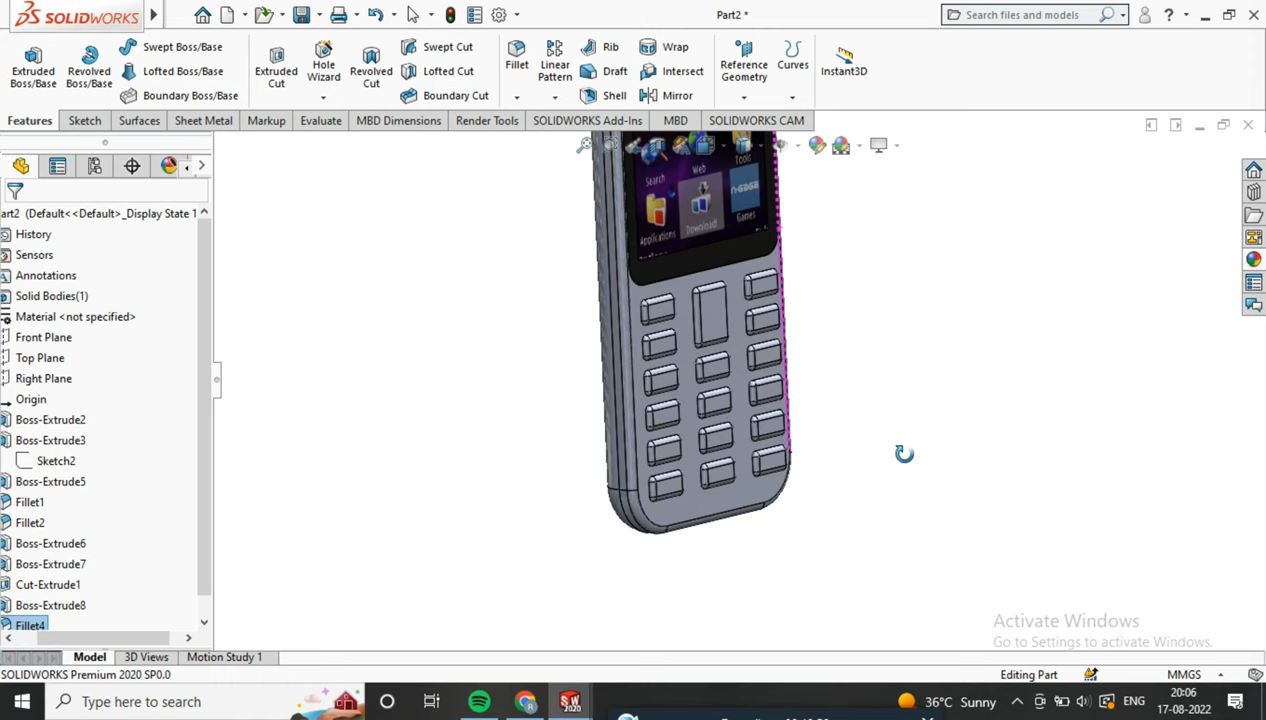 SOLIDWORKS
Part2 *
Search files and models
Extruded Boss/Base
Revolved Boss/Base
Swept Boss/Base
Lofted Boss/Base
Boundary Boss/Base
Extruded Cut
Hole Wizard
Revolved Cut
Swept Cut
Lofted Cut
Boundary Cut
Fillet
Linear Pattern
Rib
Draft
Shell
Wrap
Intersect
Mirror
Reference Geometry
Curves
Instant3D
Features
Sketch
Surfaces
Sheet Metal
Markup
Evaluate
MBD Dimensions
Render Tools
SOLIDWORKS Add-Ins
MBD
SOLIDWORKS CAM
art2 (Default<<Default>_Display State 1
History
Sensors
Annotations
Solid Bodies(1)
Material <not specified>
Front Plane
Top Plane
Right Plane
Origin
Boss-Extrude2
Boss-Extrude3
Sketch2
Boss-Extrude5
Fillet1
Fillet2
Boss-Extrude6
Boss-Extrude7
Cut-Extrude1
Boss-Extrude8
Fillet4
Search
Web
Tools
Applications
Download!
N-GAGE
Games
Activate Windows
Go to Settings to activate Windows.
Model
3D Views
Motion Study 1
SOLIDWORKS Premium 2020 SP0.0
Editing Part
MMGS
Type here to search
SW
2020
36°C Sunny
ENG
20:06
17-08-2022